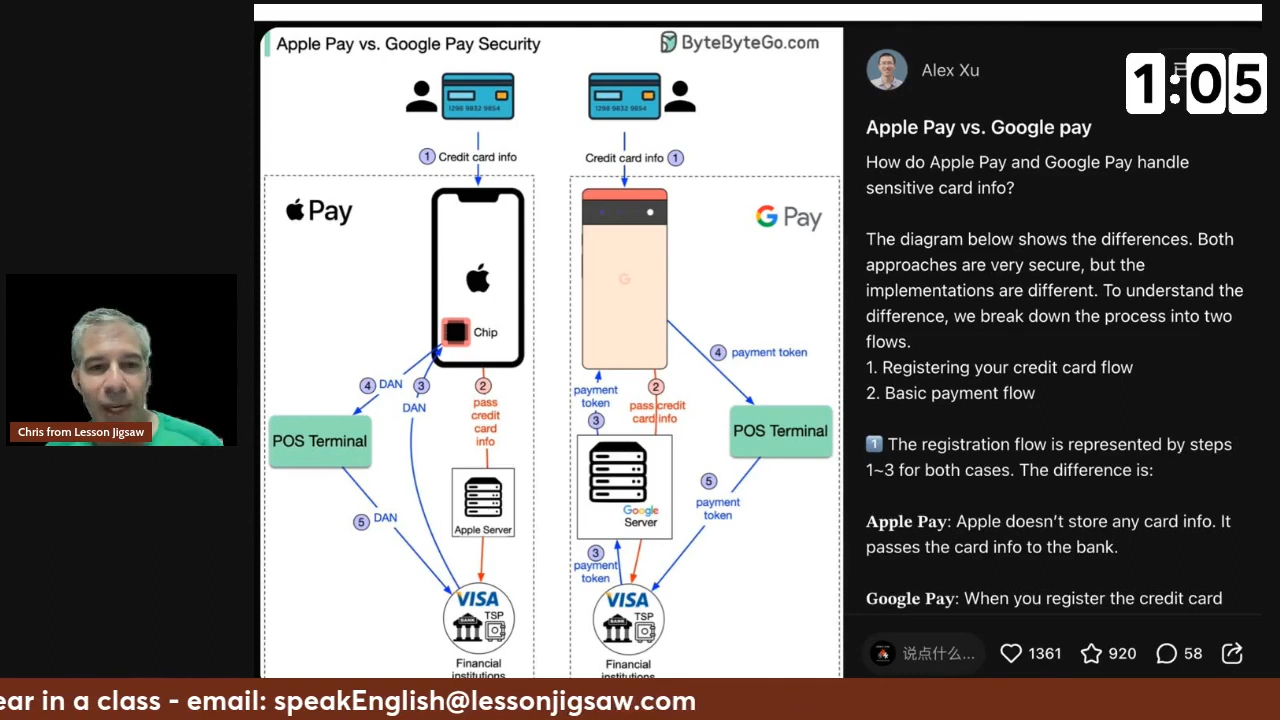 Apple Pay vs. Google Pay Security
ByteByteGo.com
1298 9832 9854
1298 9832 9854
1 Credit card info
Credit card info 1
Pay
G Pay
Chip
4 DAN
3
DAN
2
pass
credit
card
info
POS Terminal
5 DAN
Apple Server
VISA
BANK
TSP
Financial
institutions
4 payment token
payment
token
3
2
pass credit
card info
POS Terminal
Google
Server
5
payment
token
3
payment
token
VISA
BANK
TSP
Financial
institutions
Alex Xu
1:05
Apple Pay vs. Google pay
How do Apple Pay and Google Pay handle
sensitive card info?
The diagram below shows the differences. Both
approaches are very secure, but the
implementations are different. To understand the
difference, we break down the process into two
flows.
1. Registering your credit card flow
2. Basic payment flow
1 The registration flow is represented by steps
1~3 for both cases. The difference is:
Apple Pay: Apple doesn't store any card info. It
passes the card info to the bank.
Google Pay: When you register the credit card
说点什么...
1361
920
58
Chris from Lesson Jigsaw
ear in a class - email: speakEnglish@lessonjigsaw.com